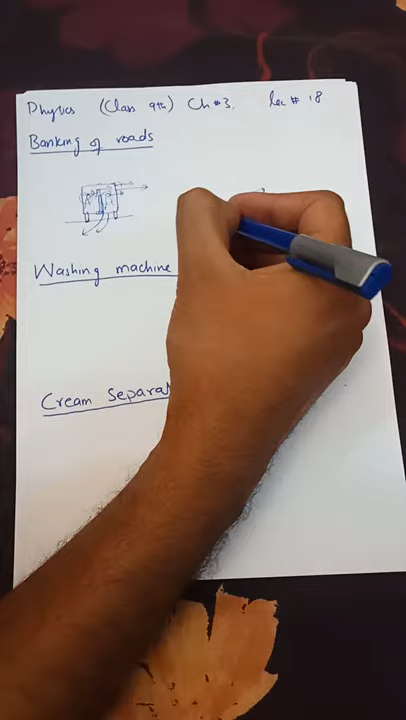 Physics (Class 9th) Ch # 3, lec # 18
Banking of roads
Washing machine
Cream Separat